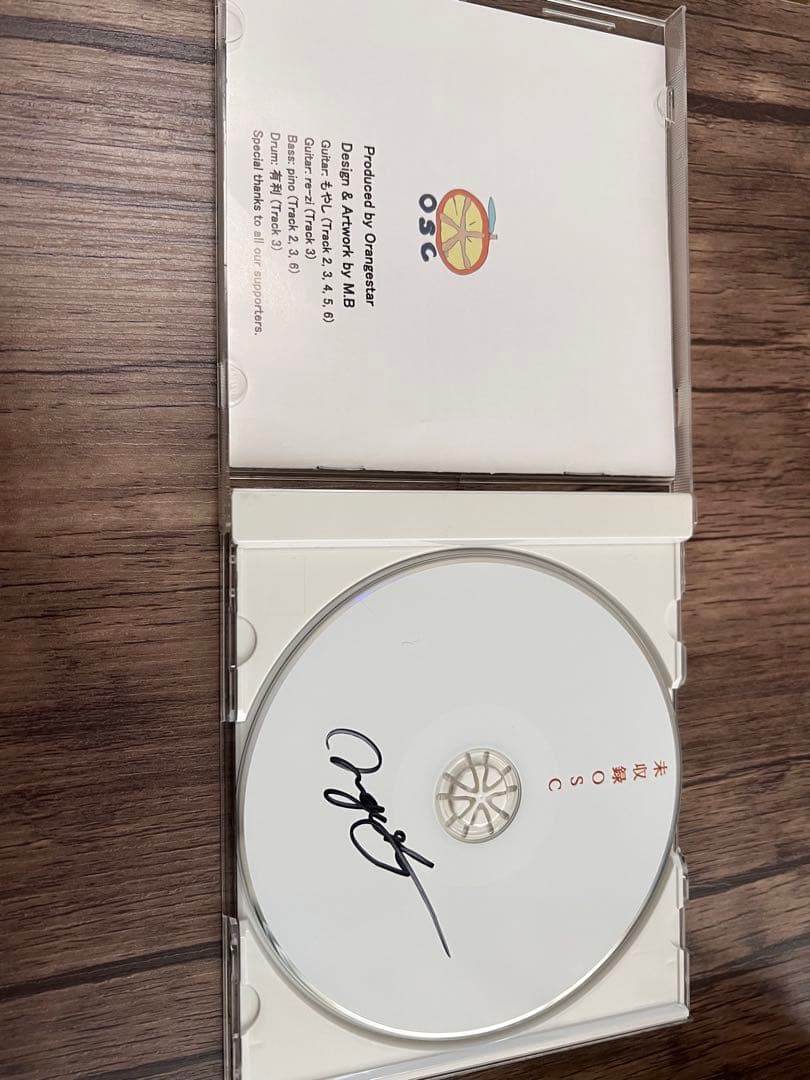 OSC
Produced by Orangestar
Design & Artwork by M.B
Guitar: もやし (Track 2, 3, 4, 5, 6)
Guitar: re-zi (Track 3)
Bass: pino (Track 2, 3, 6)
Drum: 有利 (Track 3)
Special thanks to all our supporters.
未収録OSC